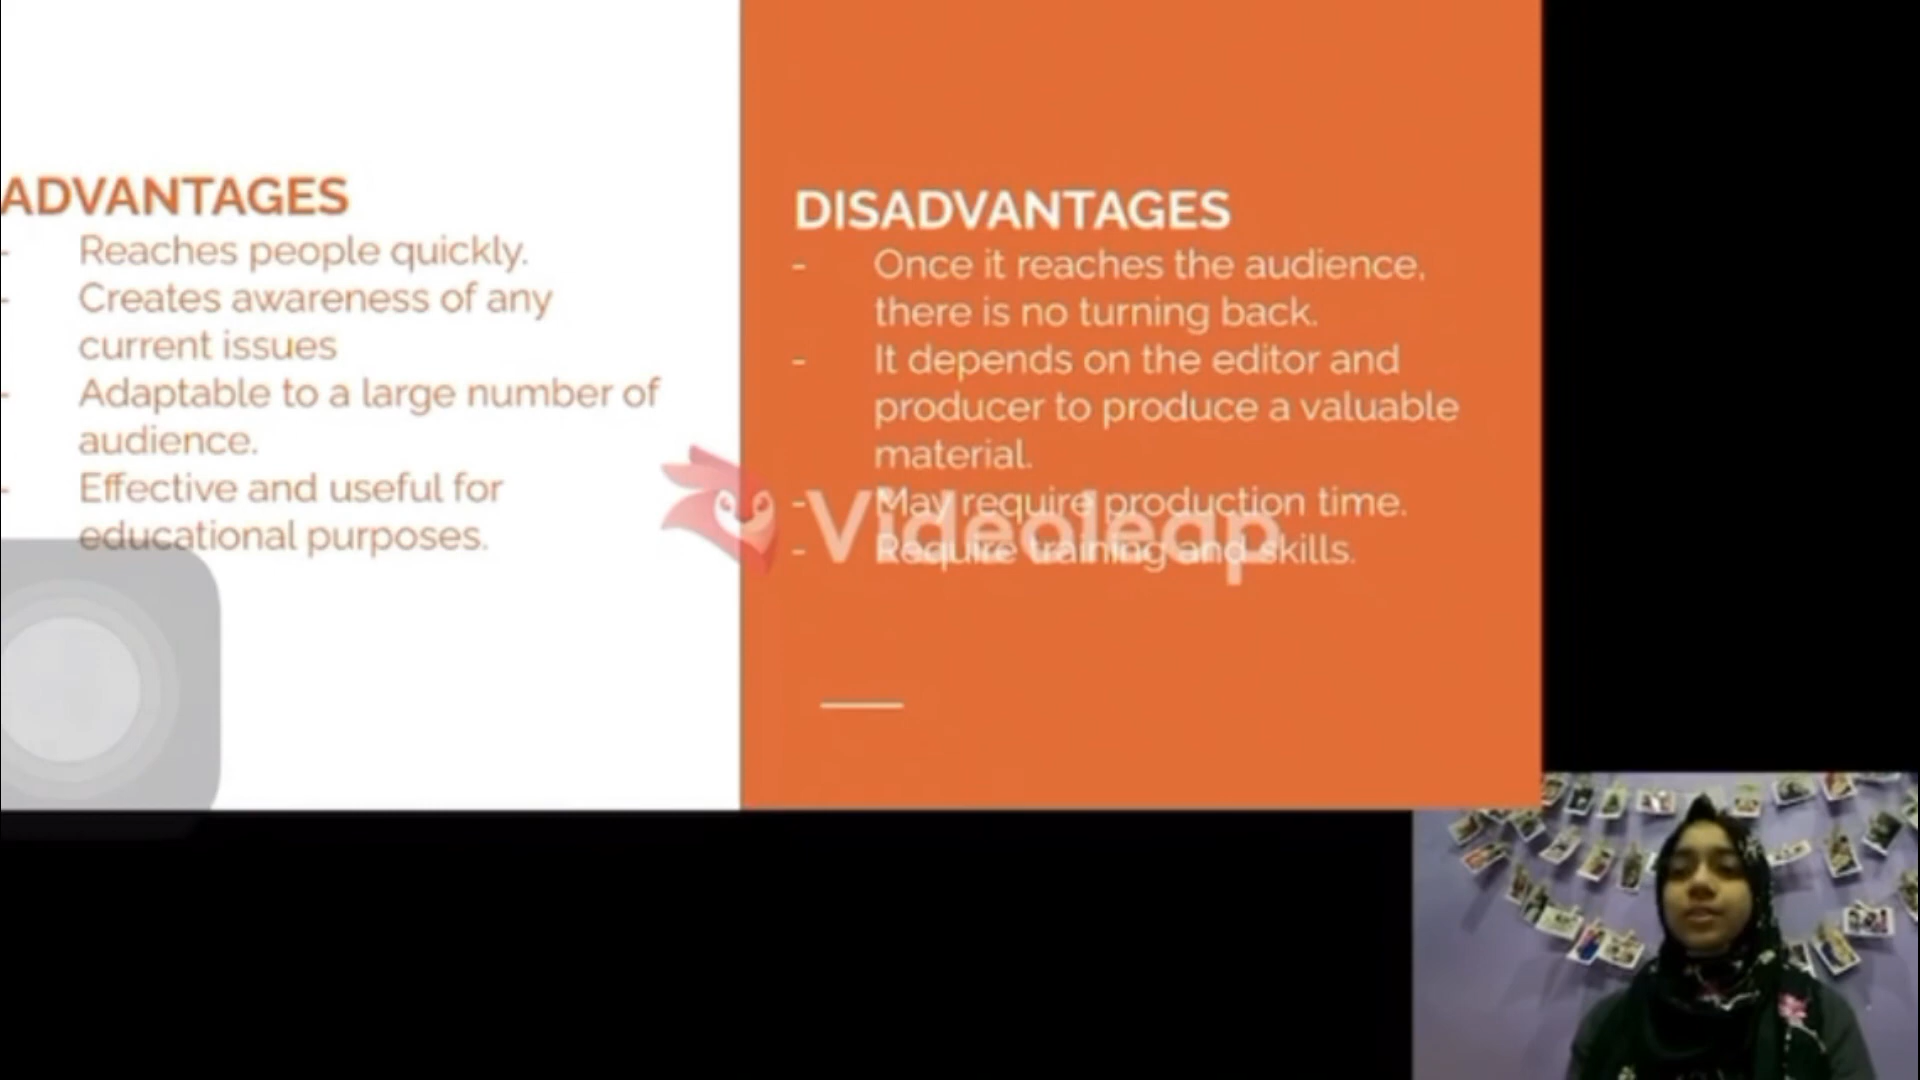 ADVANTAGES
- Reaches people quickly.
- Creates awareness of any
current issues
- Adaptable to a large number of
audience.
- Effective and useful for
educational purposes.
DISADVANTAGES
- Once it reaches the audience,
there is no turning back.
- It depends on the editor and
producer to produce a valuable
material.
- May require production time.
- Require training and skills.
Videoleap